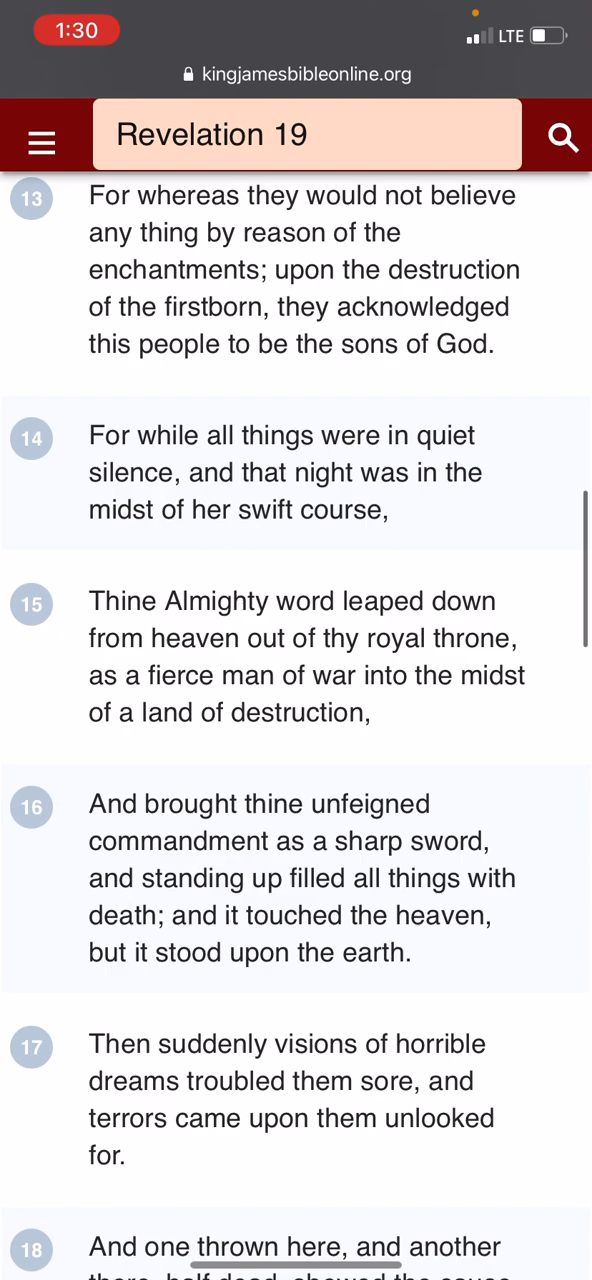 1:30
LTE
kingjamesbibleonline.org
Revelation 19
13
For whereas they would not believe
any thing by reason of the
enchantments; upon the destruction
of the firstborn, they acknowledged
this people to be the sons of God.
14
For while all things were in quiet
silence, and that night was in the
midst of her swift course,
15
Thine Almighty word leaped down
from heaven out of thy royal throne,
as a fierce man of war into the midst
of a land of destruction,
16
And brought thine unfeigned
commandment as a sharp sword,
and standing up filled all things with
death; and it touched the heaven,
but it stood upon the earth.
17
Then suddenly visions of horrible
dreams troubled them sore, and
terrors came upon them unlooked
for.
18
And one thrown here, and another
there, half dead, showed the cause